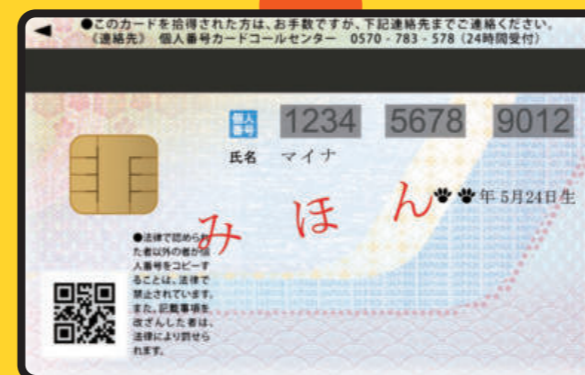 ●このカードを拾得された方は、お手数ですが、下記連絡先までご連絡ください。
《連絡先》 個人番号カードコールセンター 0570-783-578（24時間受付）
個人番号 1234 5678 9012
氏名 マイナ
年5月24日生
みほん
●法律で認められ
た者以外の者が個
人番号をコピーす
ることは、法律で
禁止されています。
また、記載事項を
改ざんした者は、
法律により罰せら
れます。